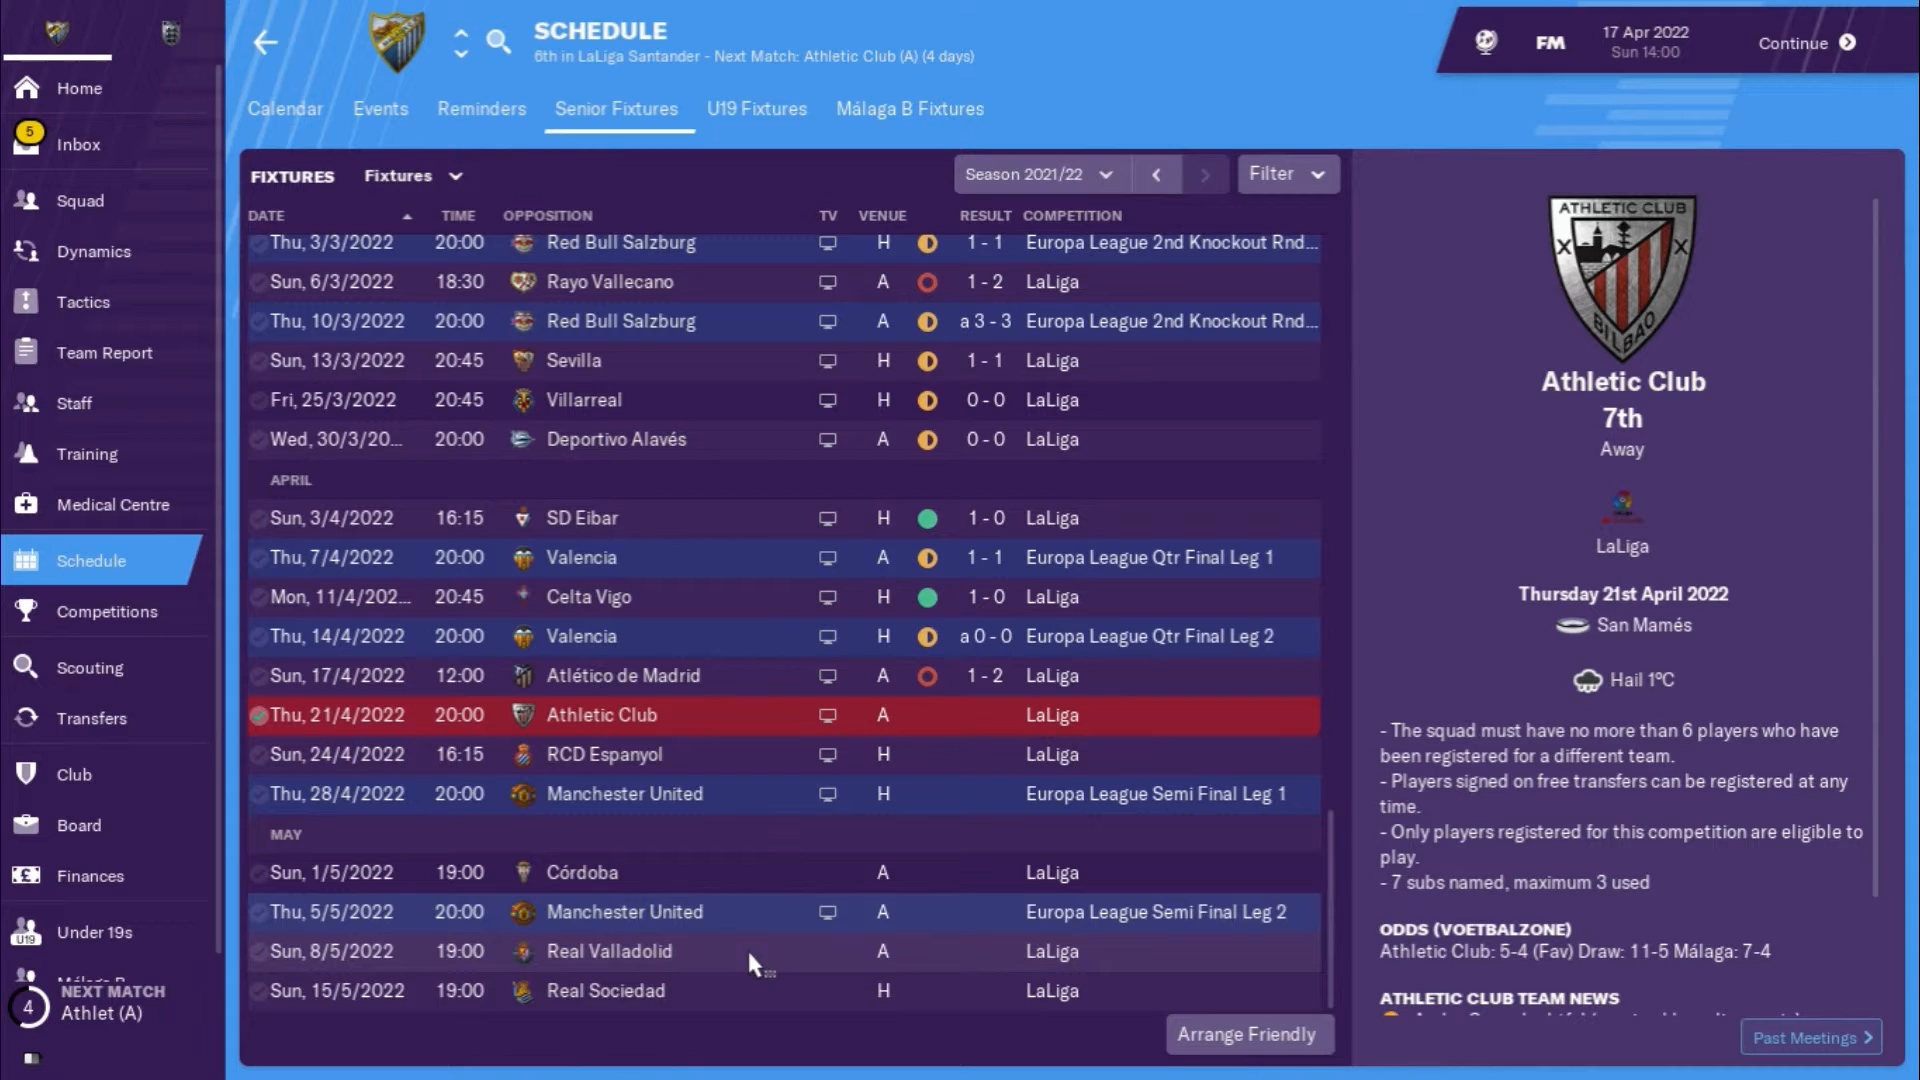 SCHEDULE
6th in LaLiga Santander - Next Match: Athletic Club (A) (4 days)
FM
17 Apr 2022
Sun 14:00
Continue
Calendar
Events
Reminders
Senior Fixtures
U19 Fixtures
Málaga B Fixtures
Home
5
Inbox
Squad
Dynamics
Tactics
Team Report
Staff
Training
Medical Centre
Schedule
Competitions
Scouting
Transfers
Club
Board
Finances
U19
Under 19s
4
NEXT MATCH
Athlet (A)
FIXTURES Fixtures
Season 2021/22
Filter
DATE TIME OPPOSITION TV VENUE RESULT COMPETITION
Thu, 3/3/2022 20:00 Red Bull Salzburg H 1 - 1 Europa League 2nd Knockout Rnd...
Sun, 6/3/2022 18:30 Rayo Vallecano A 1 - 2 LaLiga
Thu, 10/3/2022 20:00 Red Bull Salzburg A a 3 - 3 Europa League 2nd Knockout Rnd...
Sun, 13/3/2022 20:45 Sevilla H 1 - 1 LaLiga
Fri, 25/3/2022 20:45 Villarreal H 0 - 0 LaLiga
Wed, 30/3/20... 20:00 Deportivo Alavés A 0 - 0 LaLiga
APRIL
Sun, 3/4/2022 16:15 SD Eibar H 1 - 0 LaLiga
Thu, 7/4/2022 20:00 Valencia A 1 - 1 Europa League Qtr Final Leg 1
Mon, 11/4/202... 20:45 Celta Vigo H 1 - 0 LaLiga
Thu, 14/4/2022 20:00 Valencia H a 0 - 0 Europa League Qtr Final Leg 2
Sun, 17/4/2022 12:00 Atlético de Madrid A 1 - 2 LaLiga
Thu, 21/4/2022 20:00 Athletic Club A LaLiga
Sun, 24/4/2022 16:15 RCD Espanyol H LaLiga
Thu, 28/4/2022 20:00 Manchester United H Europa League Semi Final Leg 1
MAY
Sun, 1/5/2022 19:00 Córdoba A LaLiga
Thu, 5/5/2022 20:00 Manchester United A Europa League Semi Final Leg 2
Sun, 8/5/2022 19:00 Real Valladolid A LaLiga
Sun, 15/5/2022 19:00 Real Sociedad H LaLiga
Arrange Friendly
ATHLETIC CLUB
BILBAO
Athletic Club
7th
Away
LaLiga
Thursday 21st April 2022
San Mamés
Hail 1ºC
- The squad must have no more than 6 players who have
been registered for a different team.
- Players signed on free transfers can be registered at any
time.
- Only players registered for this competition are eligible to
play.
- 7 subs named, maximum 3 used
ODDS (VOETBALZONE)
Athletic Club: 5-4 (Fav) Draw: 11-5 Málaga: 7-4
ATHLETIC CLUB TEAM NEWS
Past Meetings